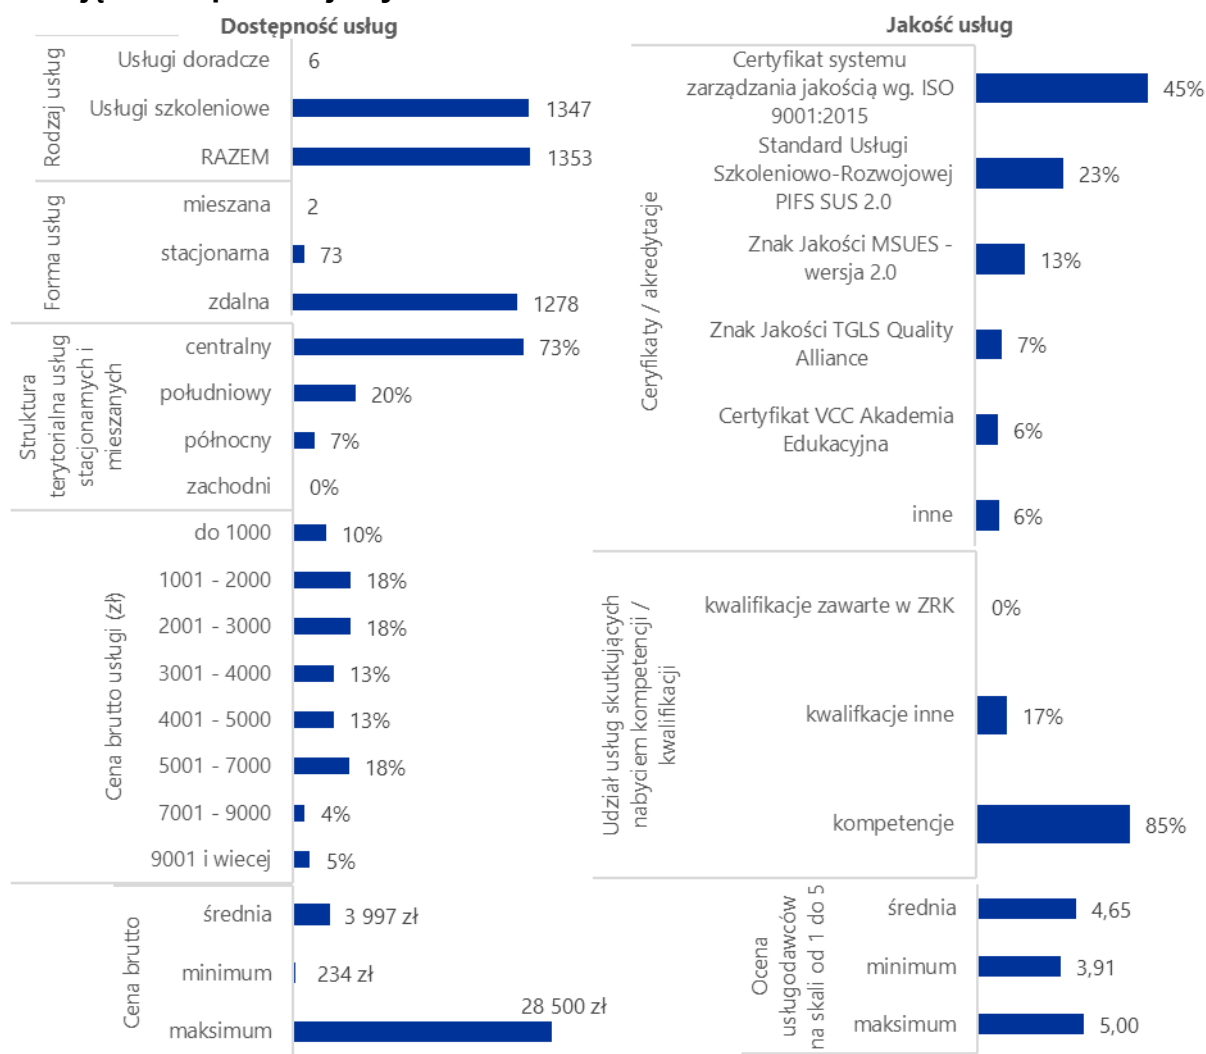 Dostępność usług
Rodzaj usług
Usługi doradcze
6
Usługi szkoleniowe
1347
RAZEM
1353
Forma usług
mieszana
2
stacjonarna
73
zdalna
1278
Struktura
terytorialna usług
stacjonarnych i
mieszanych
centralny
73%
południowy
20%
północny
7%
zachodni
0%
Cena brutto usługi (zł)
do 1000
10%
1001 - 2000
18%
2001 - 3000
18%
3001 - 4000
13%
4001 - 5000
13%
5001 - 7000
18%
7001 - 9000
4%
9001 i wiecej
5%
Cena brutto
średnia
3 997 zł
minimum
234 zł
maksimum
28 500 zł
Jakość usług
Ceryfikaty / akredytacje
Certyfikat systemu
zarządzania jakością wg. ISO
9001:2015
45%
Standard Usługi
Szkoleniowo-Rozwojowej
PIFS SUS 2.0
23%
Znak Jakości MSUES -
wersja 2.0
13%
Znak Jakości TGLS Quality
Alliance
7%
Certyfikat VCC Akademia
Edukacyjna
6%
inne
6%
Udział usług skutkujących
nabyciem kompetencji /
kwalifikacji
kwalifikacje zawarte w ZRK
0%
kwalifkacje inne
17%
kompetencje
85%
Ocena
usługodawców
na skali od 1 do 5
średnia
4,65
minimum
3,91
maksimum
5,00